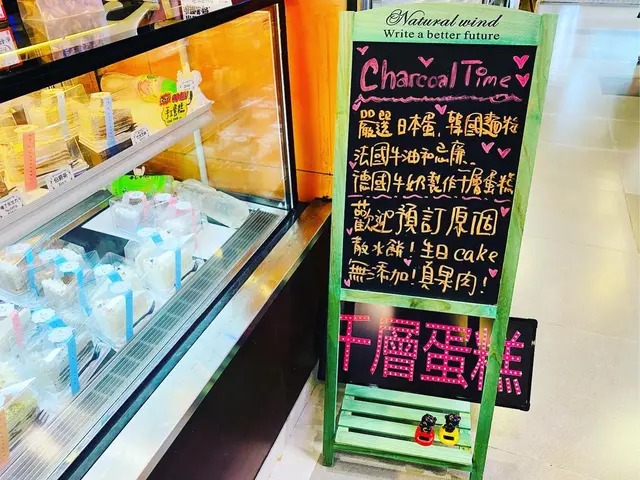 Natural wind
Write a better future
Charcoal Time
嚴選日本蛋,韓國麵粒
法國牛油和忌廉
德國牛奶製作千層蛋糕
歡迎預訂原個
散水餅!生日cake
無添加!真果肉!
千層蛋糕